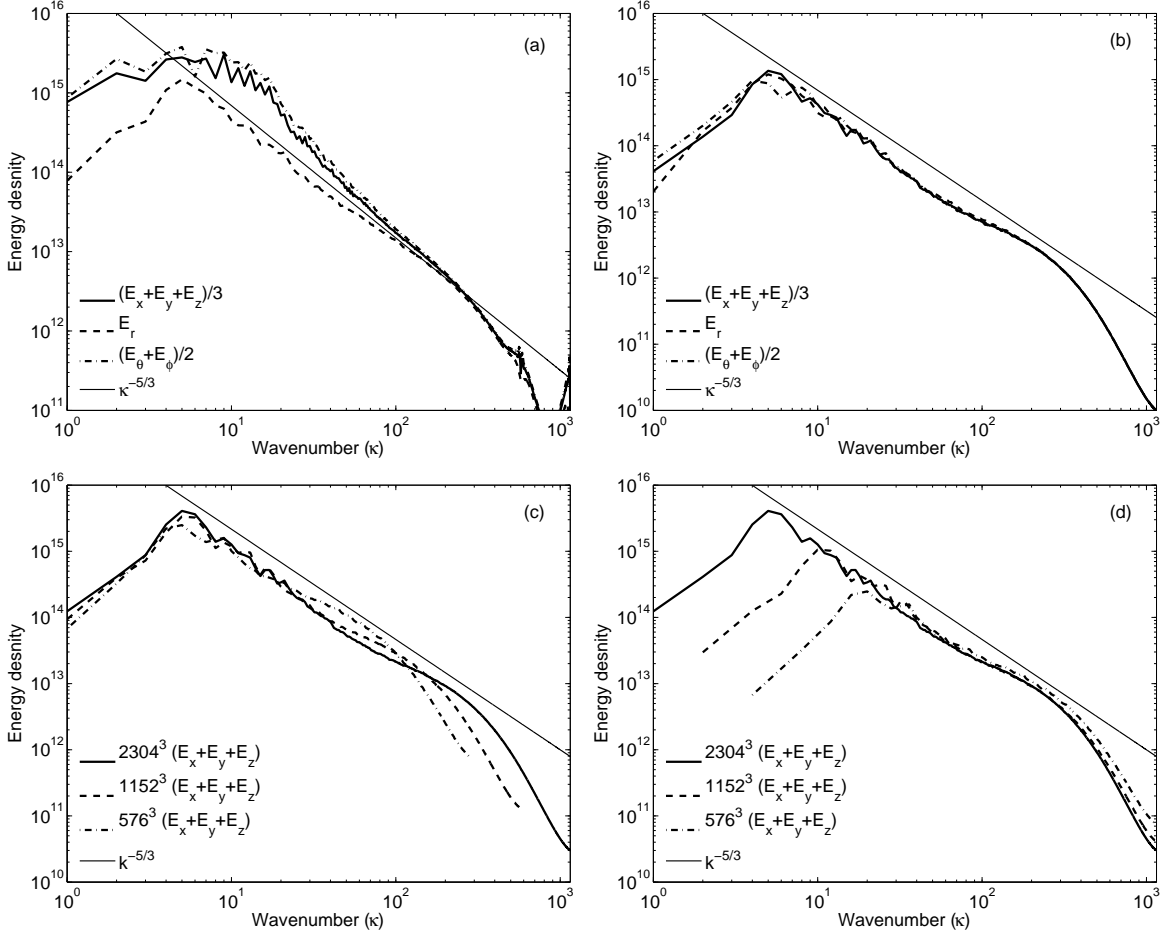 10^16
10^15
10^14
10^13
10^12
10^11
Energy desnity
(a)
(E_x+E_y+E_z)/3
E_r
(E_θ+E_ϕ)/2
κ^−5/3
10^0 10^1 10^2 10^3
Wavenumber (κ)
10^16
10^15
10^14
10^13
10^12
10^11
10^10
Energy desnity
(b)
(E_x+E_y+E_z)/3
E_r
(E_θ+E_ϕ)/2
κ^−5/3
10^0 10^1 10^2 10^3
Wavenumber (κ)
10^16
10^15
10^14
10^13
10^12
10^11
10^10
Energy desnity
(c)
2304^3 (E_x+E_y+E_z)
1152^3 (E_x+E_y+E_z)
576^3 (E_x+E_y+E_z)
k^−5/3
10^0 10^1 10^2 10^3
Wavenumber (κ)
10^16
10^15
10^14
10^13
10^12
10^11
10^10
Energy desnity
(d)
2304^3 (E_x+E_y+E_z)
1152^3 (E_x+E_y+E_z)
576^3 (E_x+E_y+E_z)
k^−5/3
10^0 10^1 10^2 10^3
Wavenumber (κ)